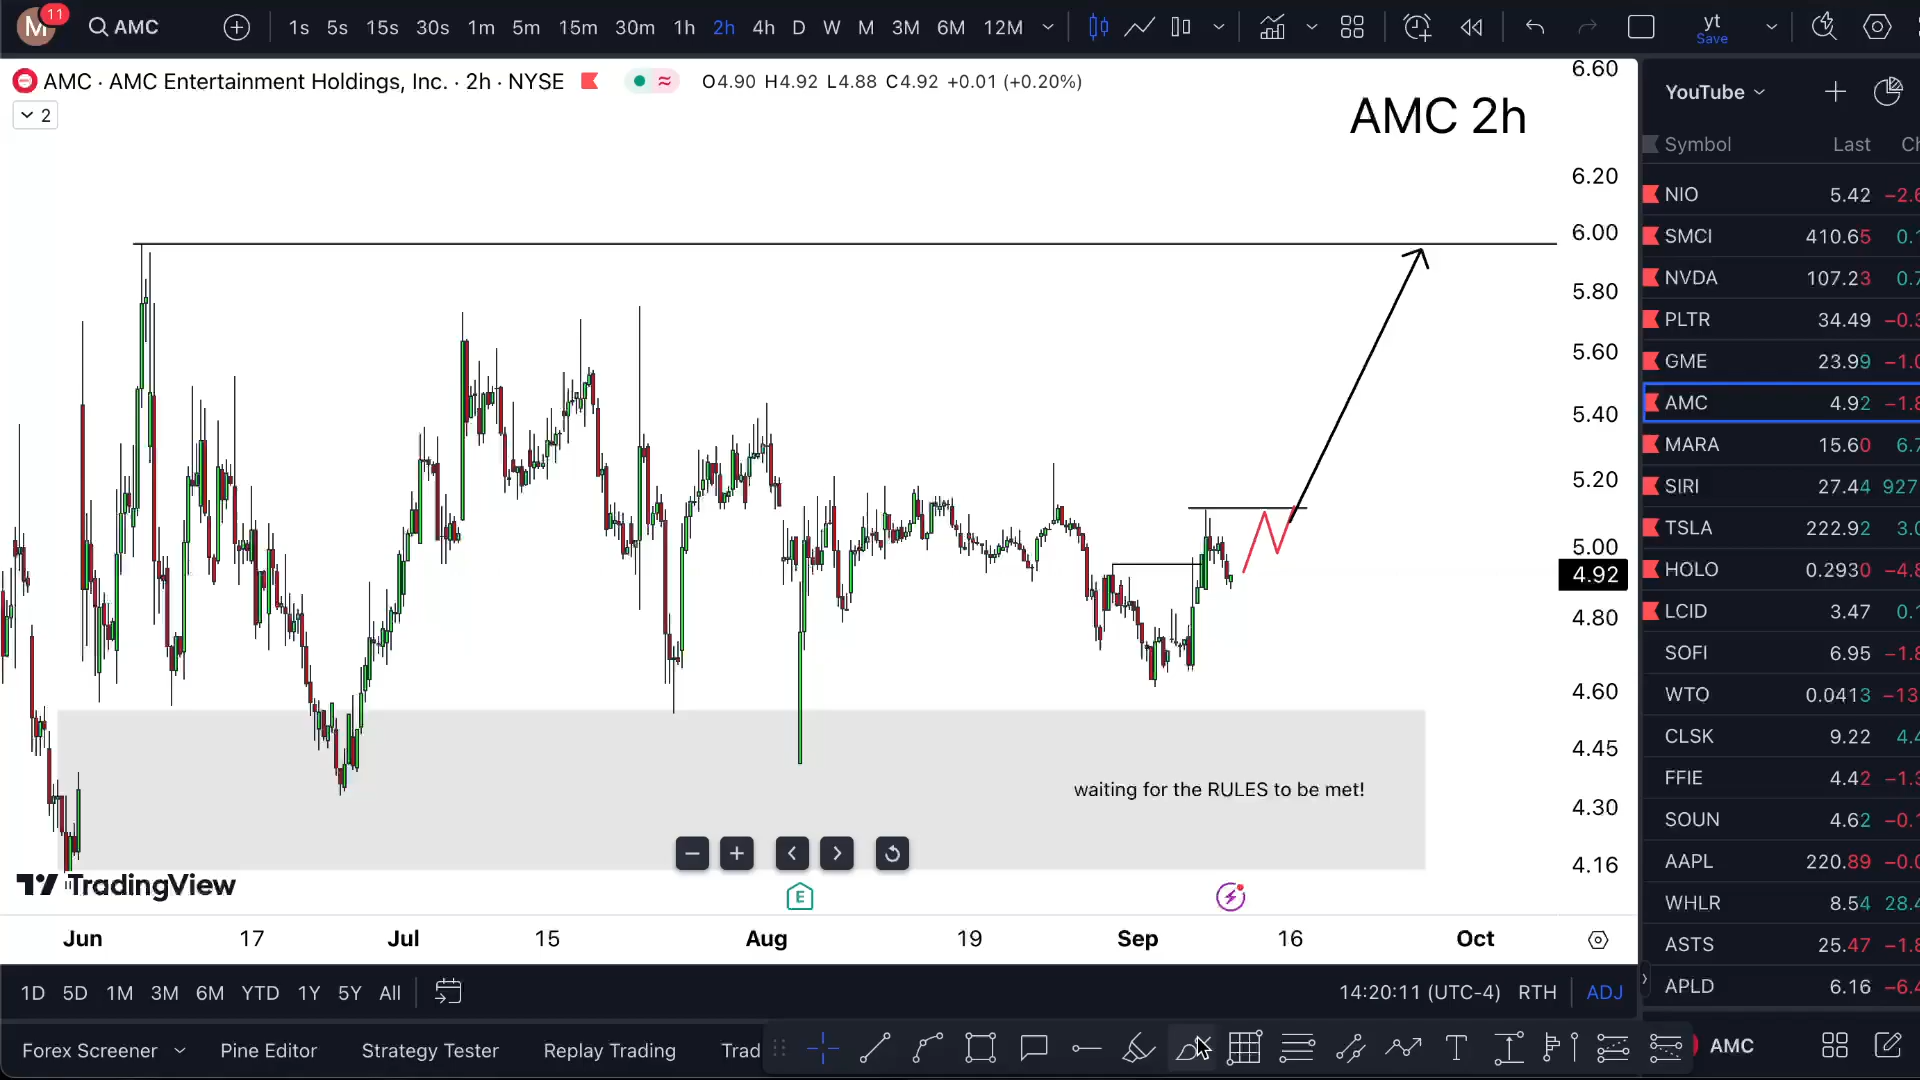 M 11 AMC 1s 5s 15s 30s 1m 5m 15m 30m 1h 2h 4h D W M 3M 6M 12M yt Save
AMC · AMC Entertainment Holdings, Inc. · 2h · NYSE O4.90 H4.92 L4.88 C4.92 +0.01 (+0.20%)
2
AMC 2h
6.60
6.20
6.00
5.80
5.60
5.40
5.20
5.00
4.92
4.80
4.60
4.45
4.30
4.16
waiting for the RULES to be met!
TradingView
E
Jun 17 Jul 15 Aug 19 Sep 16 Oct
1D 5D 1M 3M 6M YTD 1Y 5Y All 14:20:11 (UTC-4) RTH ADJ
Forex Screener Pine Editor Strategy Tester Replay Trading Trad T AMC
YouTube
Symbol Last
NIO 5.42
SMCI 410.65
NVDA 107.23
PLTR 34.49
GME 23.99
AMC 4.92
MARA 15.60
SIRI 27.44 927
TSLA 222.92
HOLO 0.2930
LCID 3.47
SOFI 6.95
WTO 0.0413 −13
CLSK 9.22
FFIE 4.42
SOUN 4.62
AAPL 220.89
WHLR 8.54
ASTS 25.47
APLD 6.16